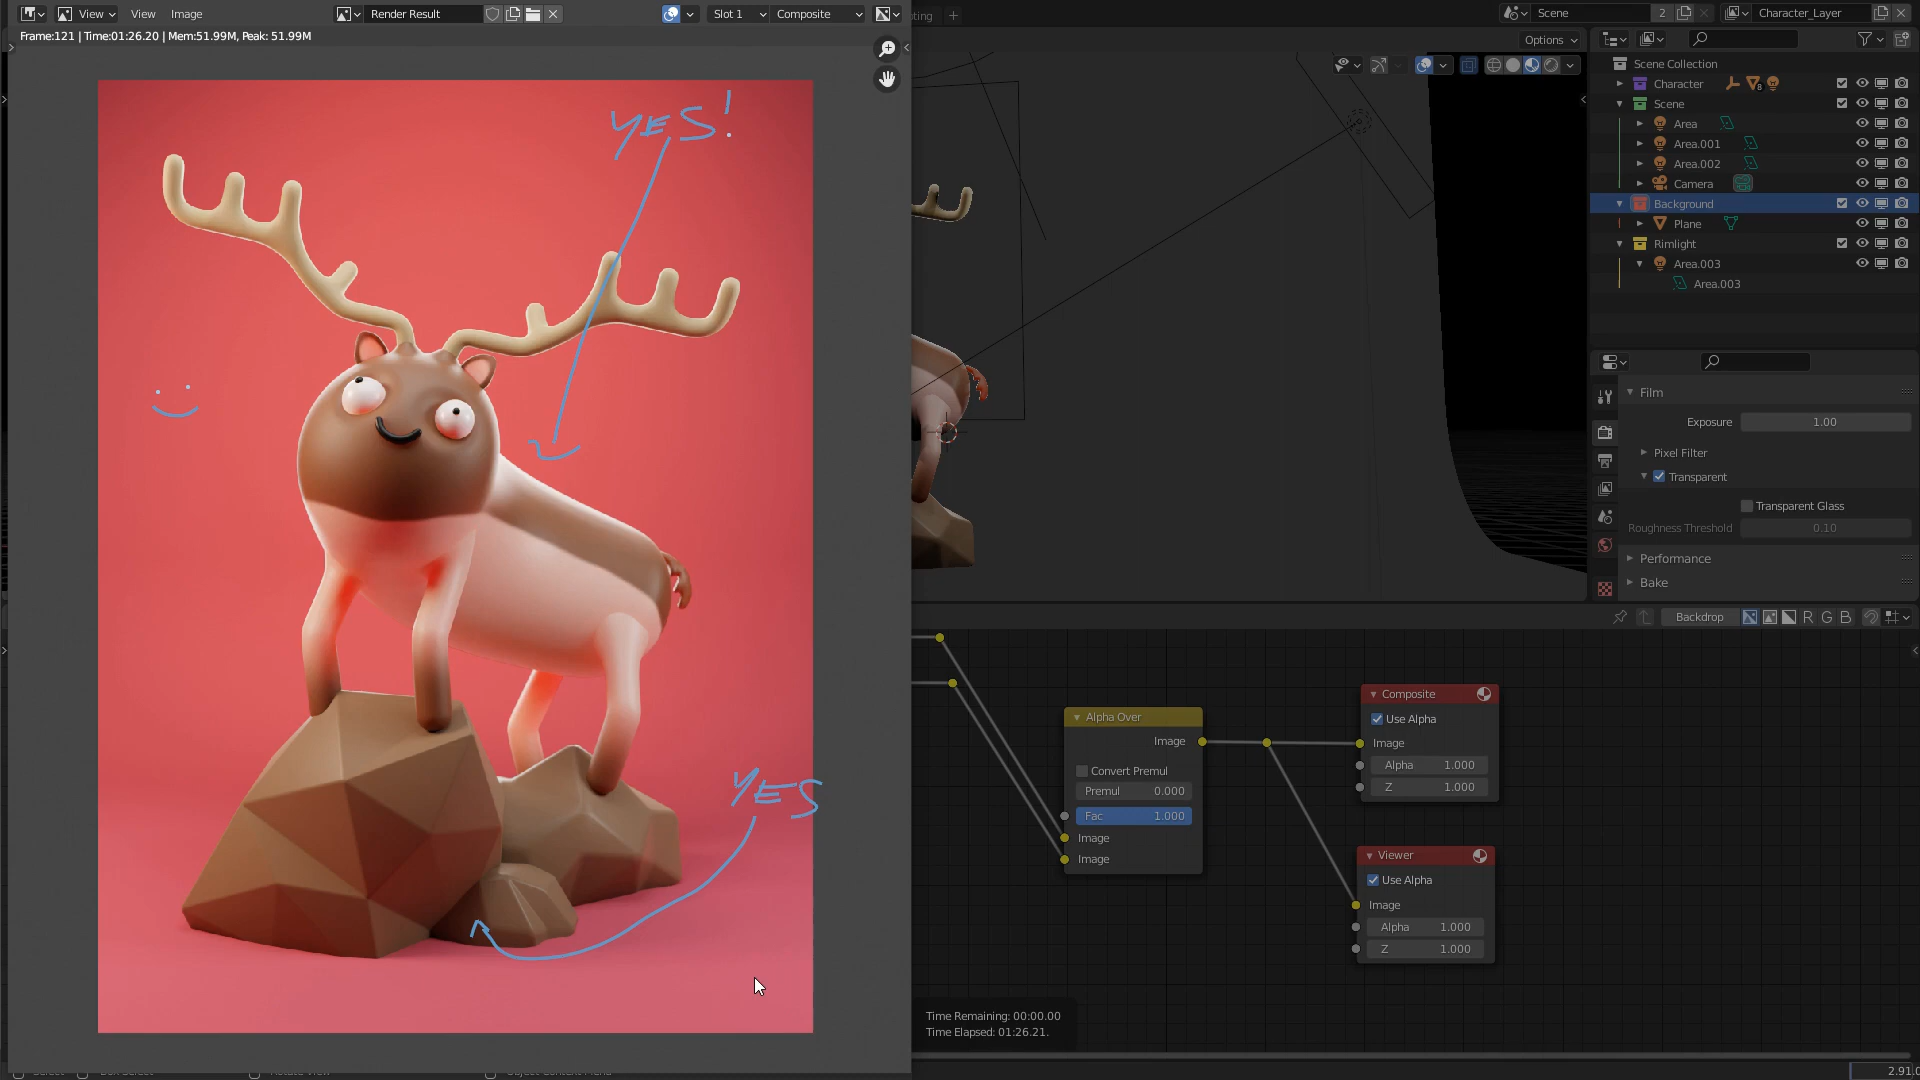 View View Image Render Result Slot 1 Composite
Frame:121 | Time:01:26.20 | Mem:51.99M, Peak: 51.99M
YES!
YES
Scene 2 Character_Layer
Options
Scene Collection
Character 8
Scene
Area
Area.001
Area.002
Camera
Background
Plane
Rimlight
Area.003
Area.003
Film
Exposure 1.00
Pixel Filter
Transparent
Transparent Glass
Roughness Threshold 0.10
Performance
Bake
Backdrop R G B
Alpha Over
Image
Convert Premul
Premul 0.000
Fac 1.000
Image
Image
Composite
Use Alpha
Image
Alpha 1.000
Z 1.000
Viewer
Use Alpha
Image
Alpha 1.000
Z 1.000
Time Remaining: 00:00.00
Time Elapsed: 01:26.21.